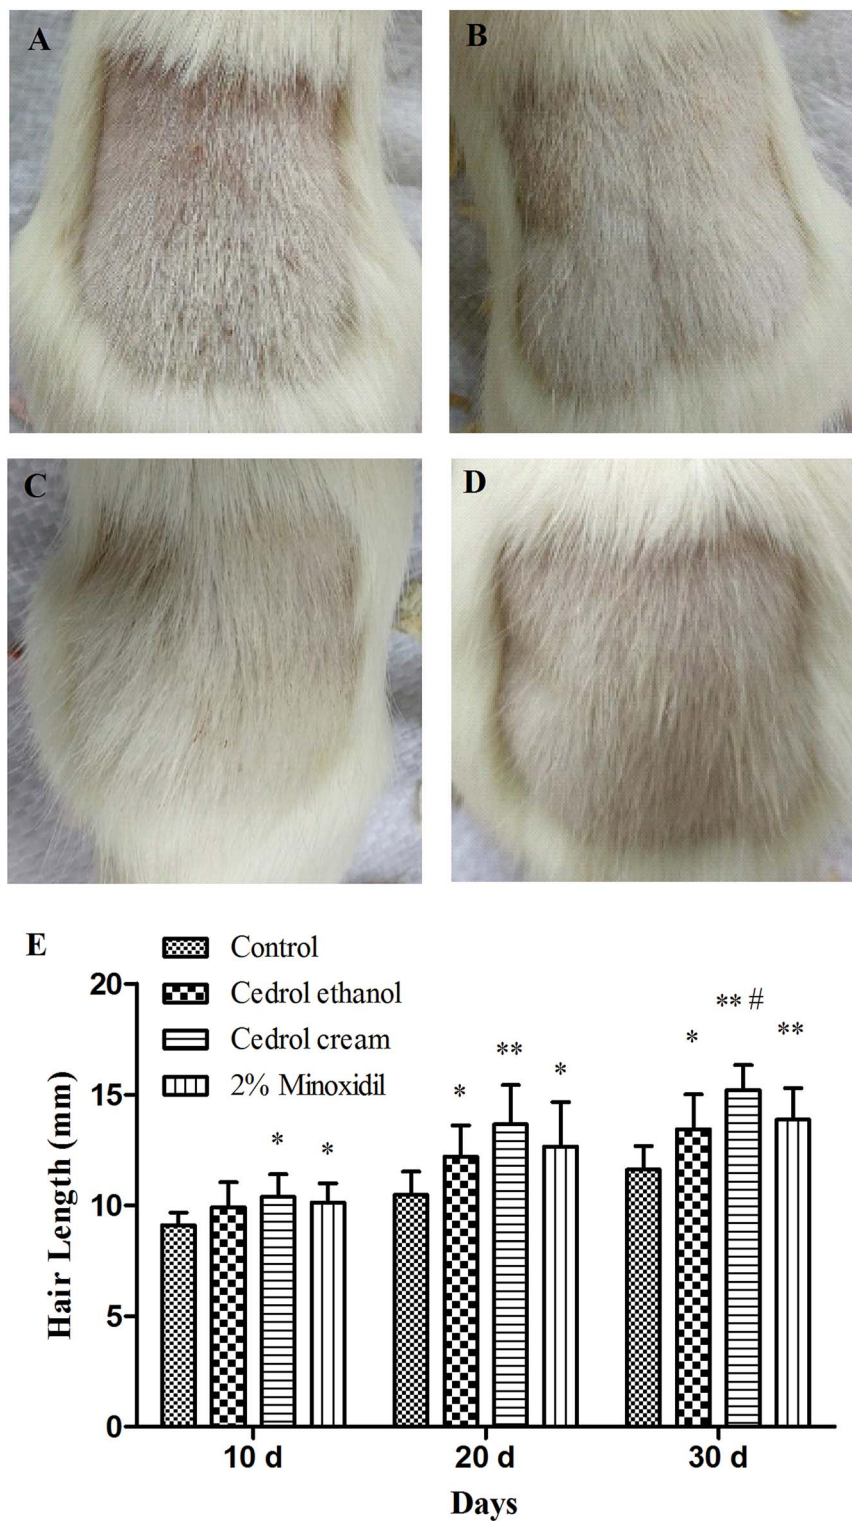 A
B
C
D
E
Control
Cedrol ethanol
Cedrol cream
2% Minoxidil
Hair Length (mm)
20
15
10
5
0
* *
* ** *
* ** # **
10 d 20 d 30 d
Days